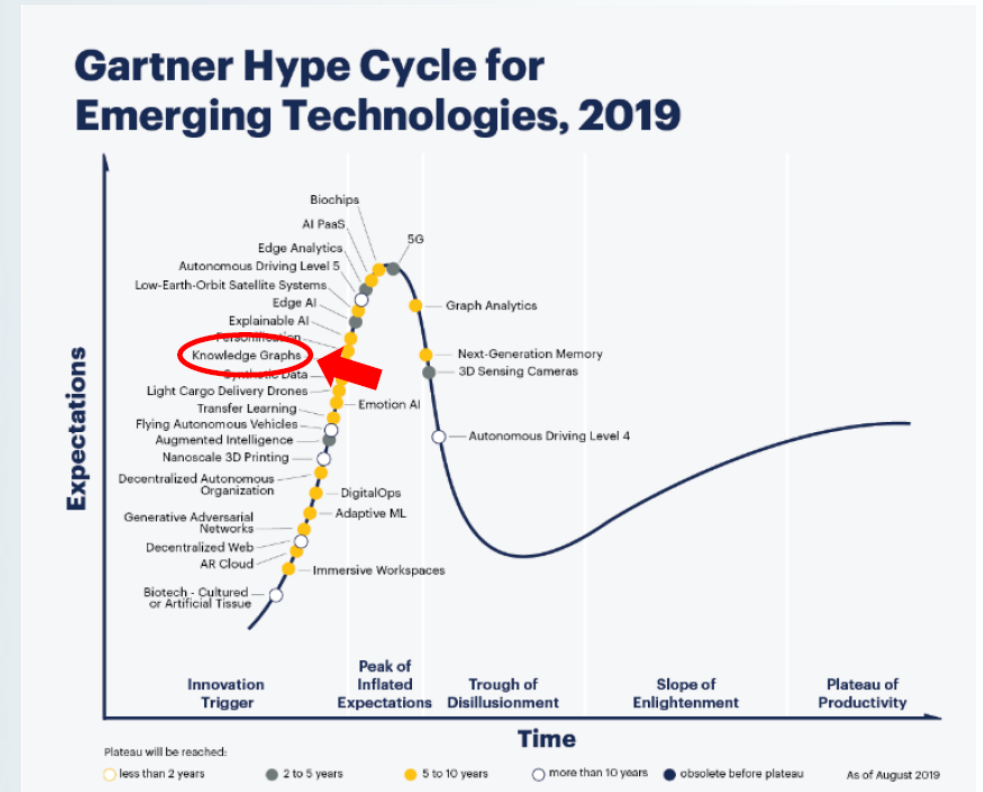 Gartner Hype Cycle for
Emerging Technologies, 2019
Expectations
Biochips
AI PaaS
5G
Edge Analytics
Autonomous Driving Level 5
Low-Earth-Orbit Satellite Systems
Edge AI
Graph Analytics
Explainable AI
Personification
Knowledge Graphs
Next-Generation Memory
Synthetic Data
3D Sensing Cameras
Light Cargo Delivery Drones
Emotion AI
Transfer Learning
Flying Autonomous Vehicles
Augmented Intelligence
Autonomous Driving Level 4
Nanoscale 3D Printing
Decentralized Autonomous
Organization
DigitalOps
Adaptive ML
Generative Adversarial
Networks
Decentralized Web
AR Cloud
Immersive Workspaces
Biotech - Cultured
or Artificial Tissue
Innovation
Trigger
Peak of
Inflated
Expectations
Trough of
Disillusionment
Slope of
Enlightenment
Plateau of
Productivity
Time
Plateau will be reached:
less than 2 years
2 to 5 years
5 to 10 years
more than 10 years
obsolete before plateau
As of August 2019